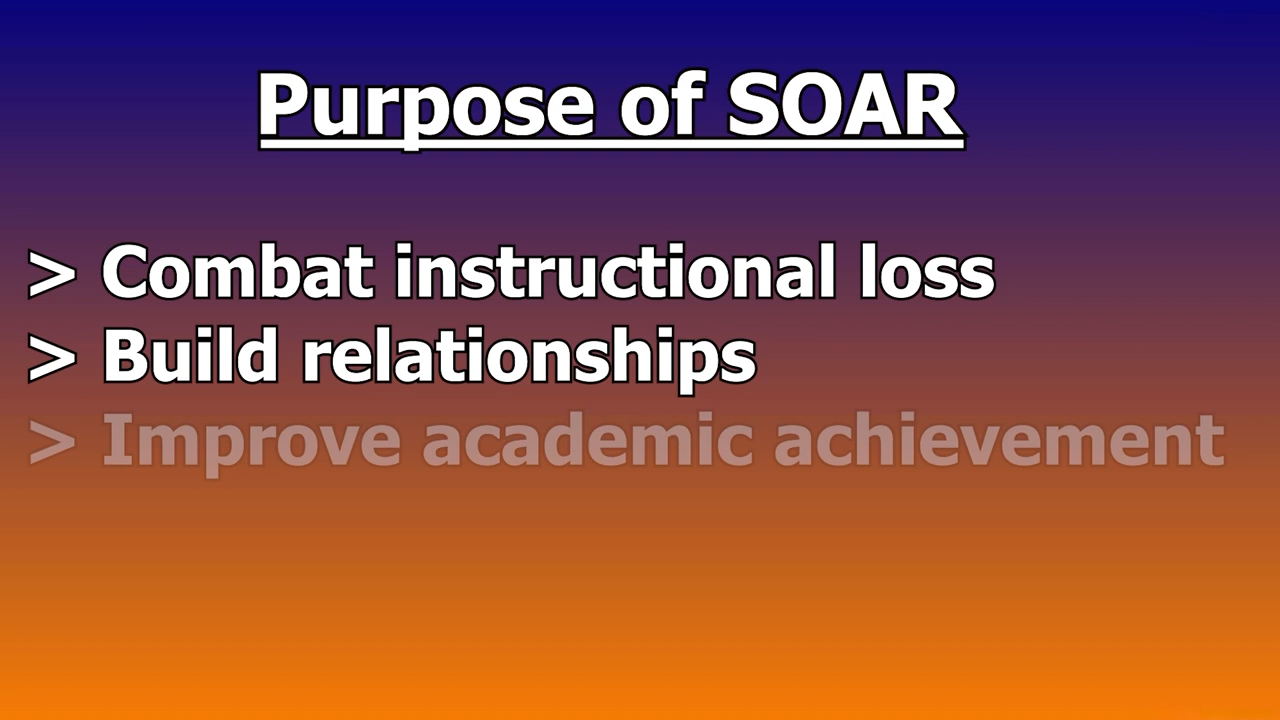 Purpose of SOAR
> Combat instructional loss
> Build relationships
> Improve academic achievement